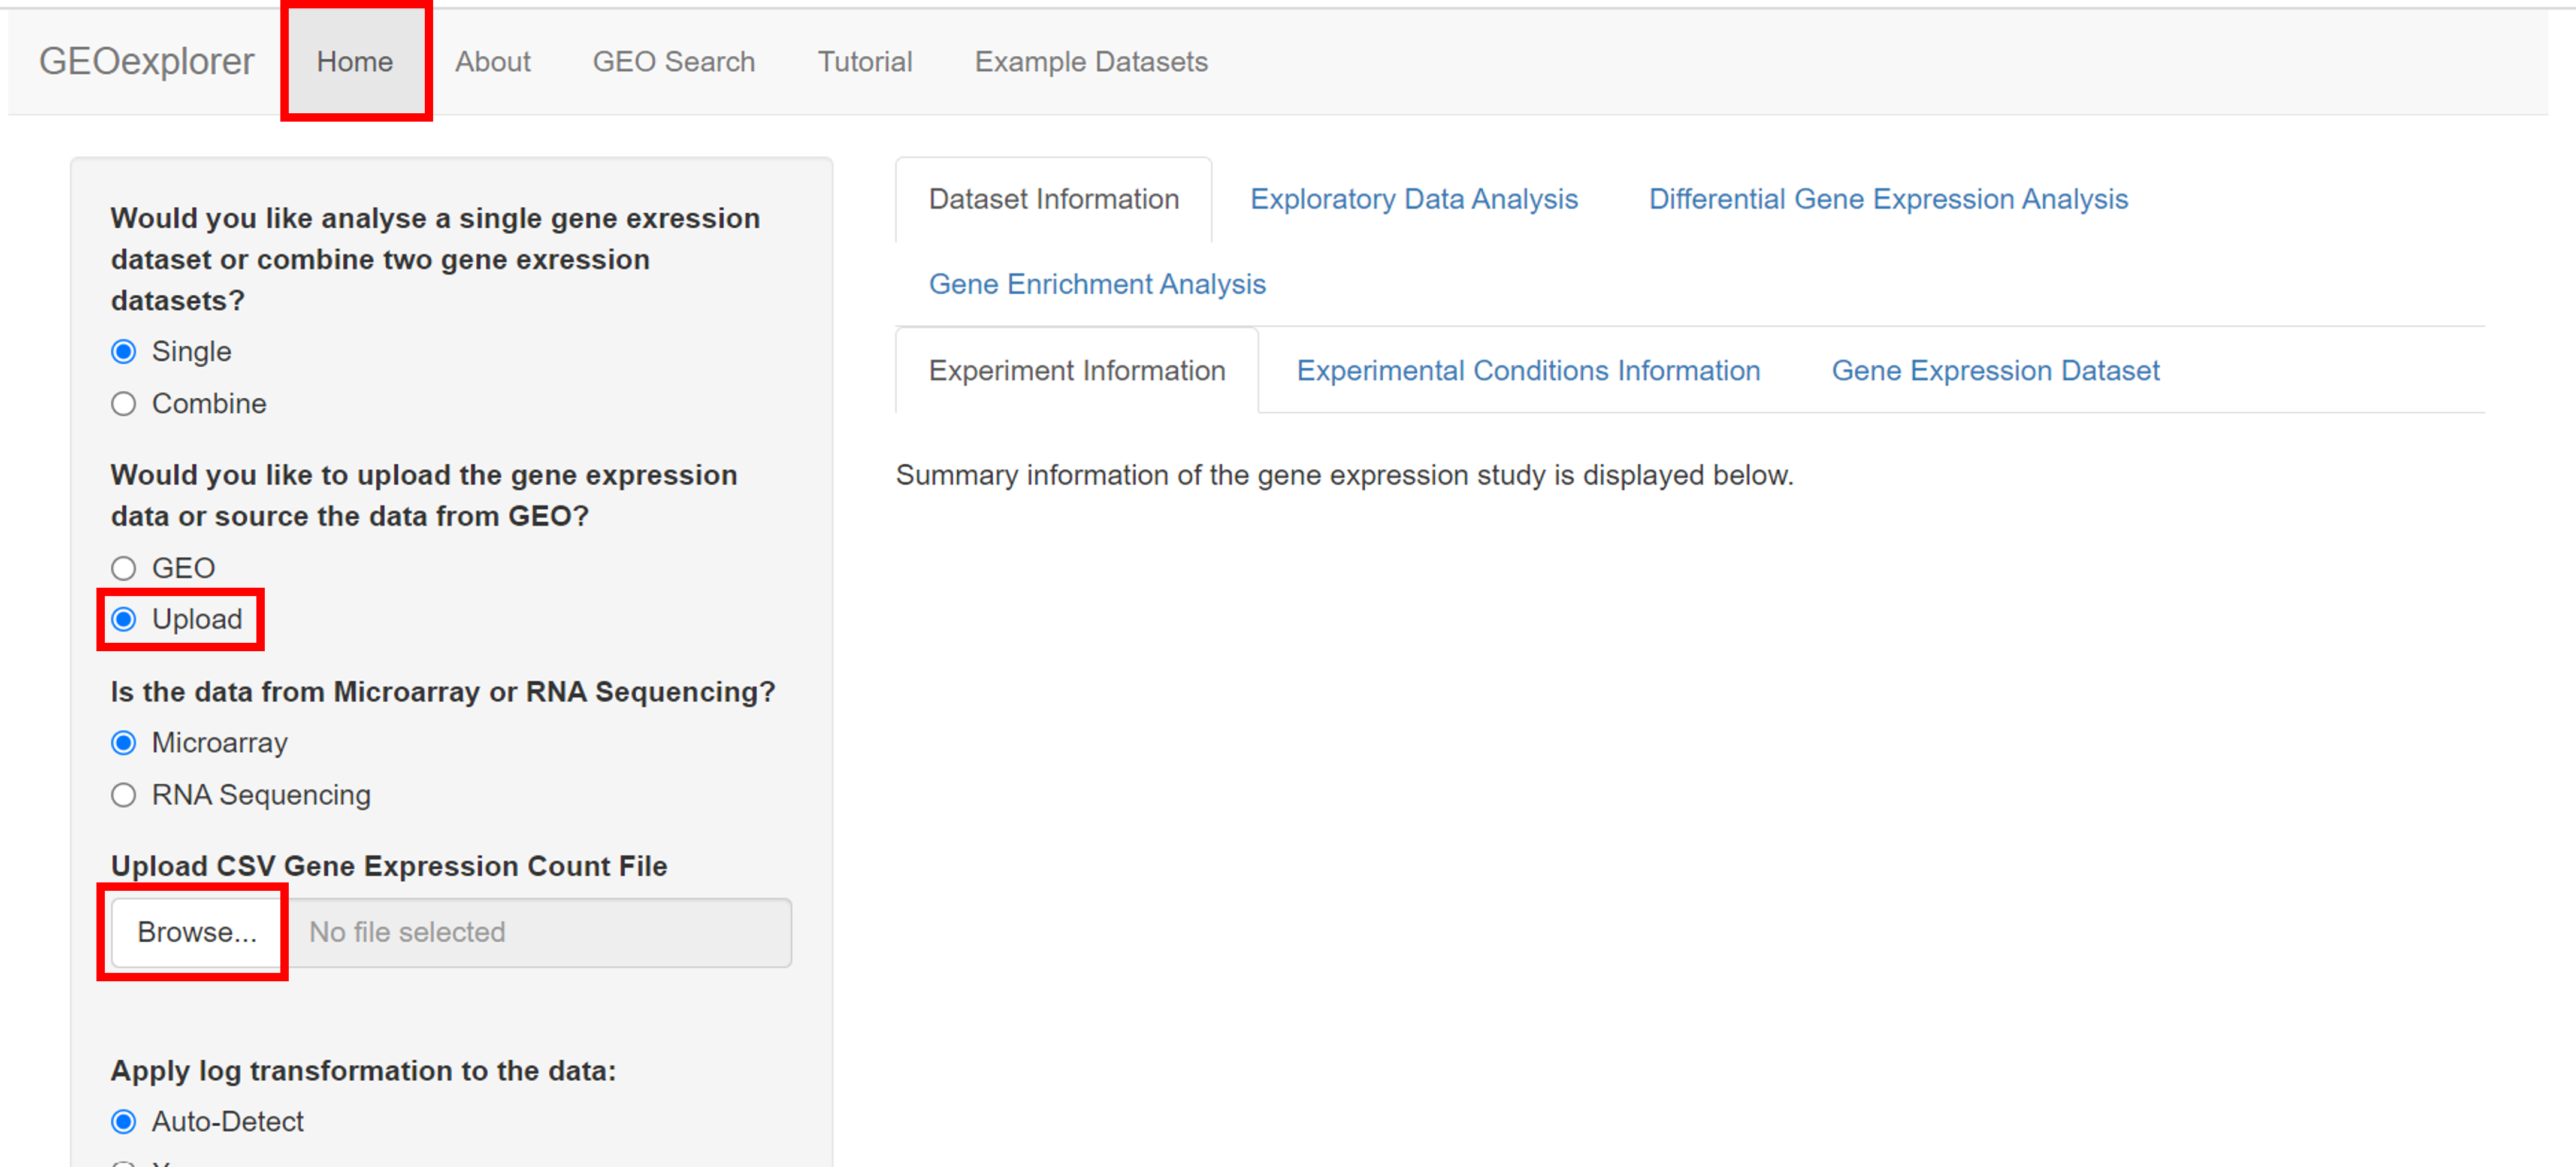 GEOexplorer Home About GEO Search Tutorial Example Datasets
Would you like analyse a single gene exression
dataset or combine two gene exression
datasets?
Single
Combine
Would you like to upload the gene expression
data or source the data from GEO?
GEO
Upload
Is the data from Microarray or RNA Sequencing?
Microarray
RNA Sequencing
Upload CSV Gene Expression Count File
Browse... No file selected
Apply log transformation to the data:
Auto-Detect
Dataset Information Exploratory Data Analysis Differential Gene Expression Analysis
Gene Enrichment Analysis
Experiment Information Experimental Conditions Information Gene Expression Dataset
Summary information of the gene expression study is displayed below.